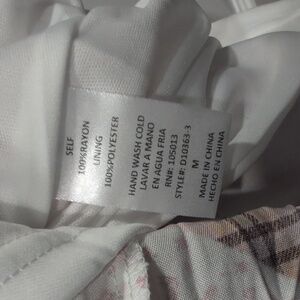 SELF
100%RAYON
LINING
100%POLYESTER
HAND WASH COLD
LAVAR A MANO
EN AGUA FRIA
RN#: 105013
STYLE#: D10363-3
M
MADE IN CHINA
HECHO EN CHINA